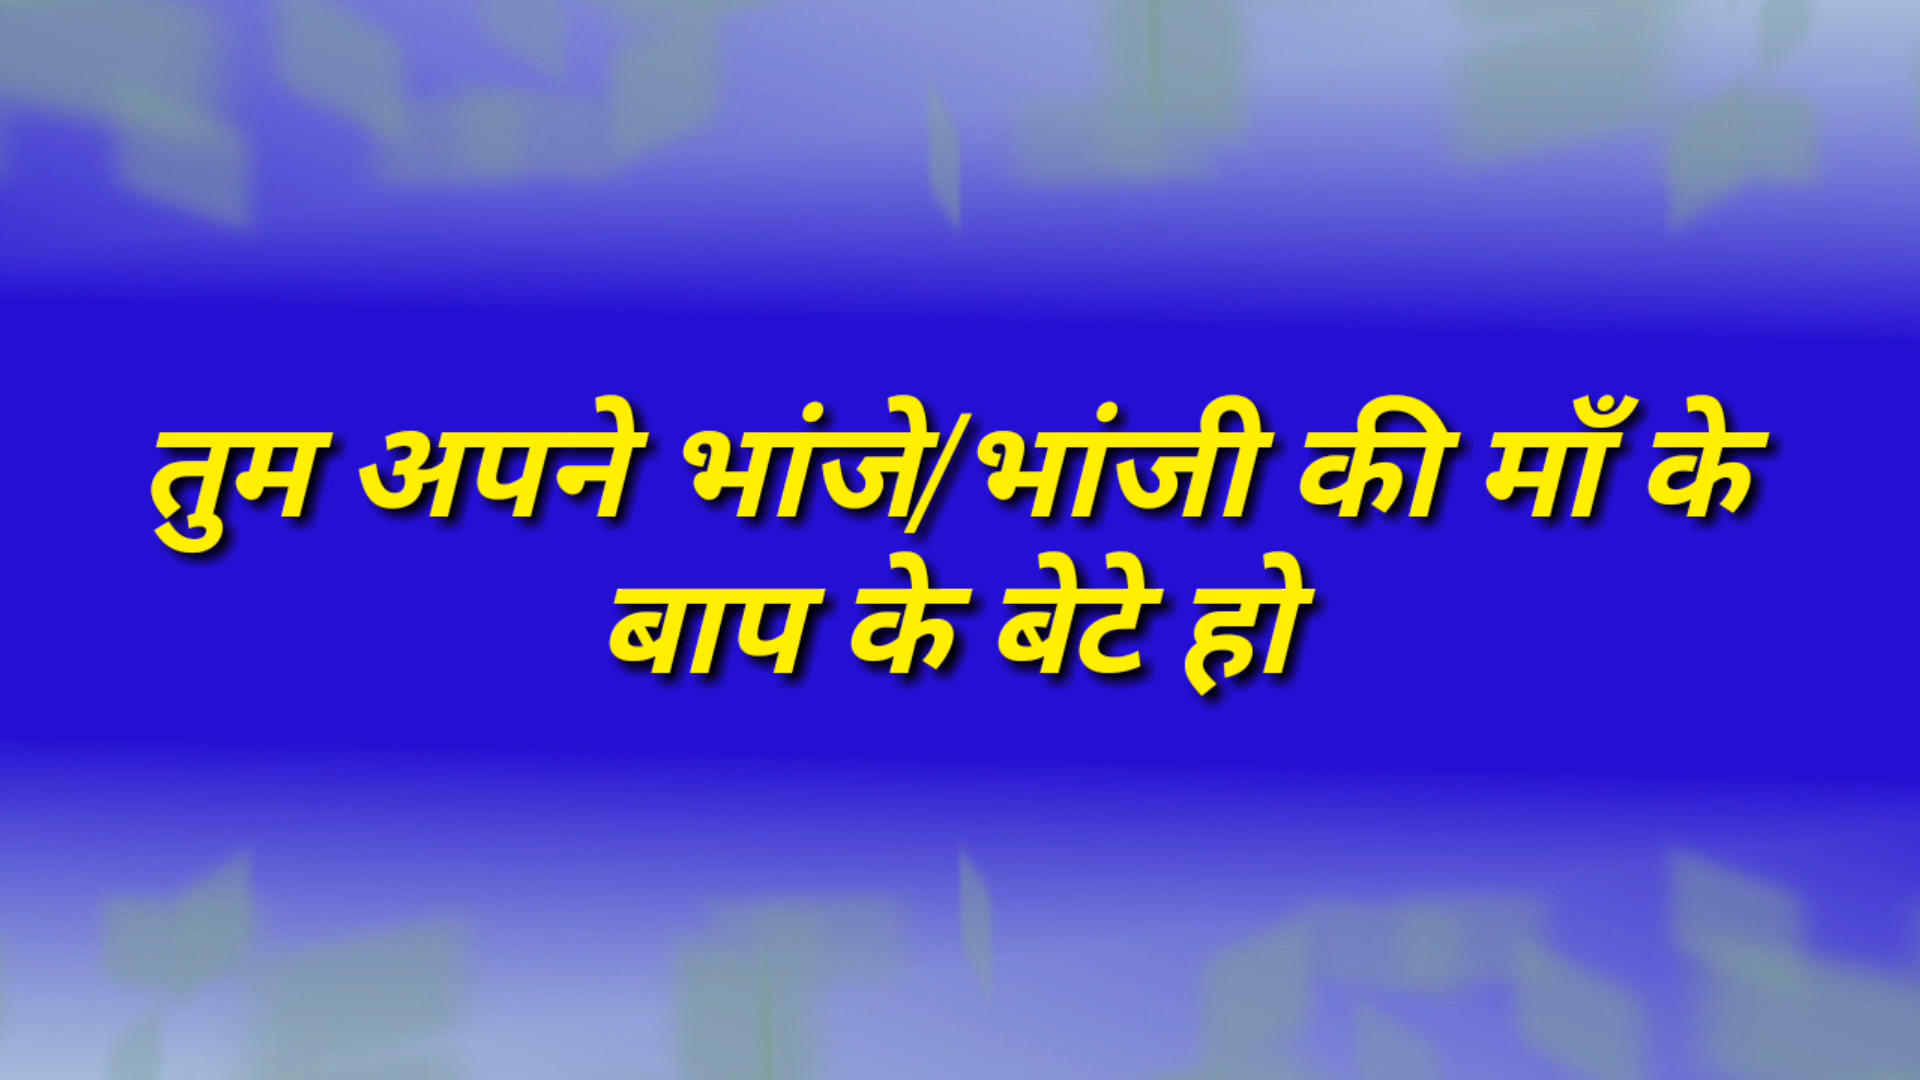 तुम अपने भांजे/भांजी की माँ के
बाप के बेटे हो